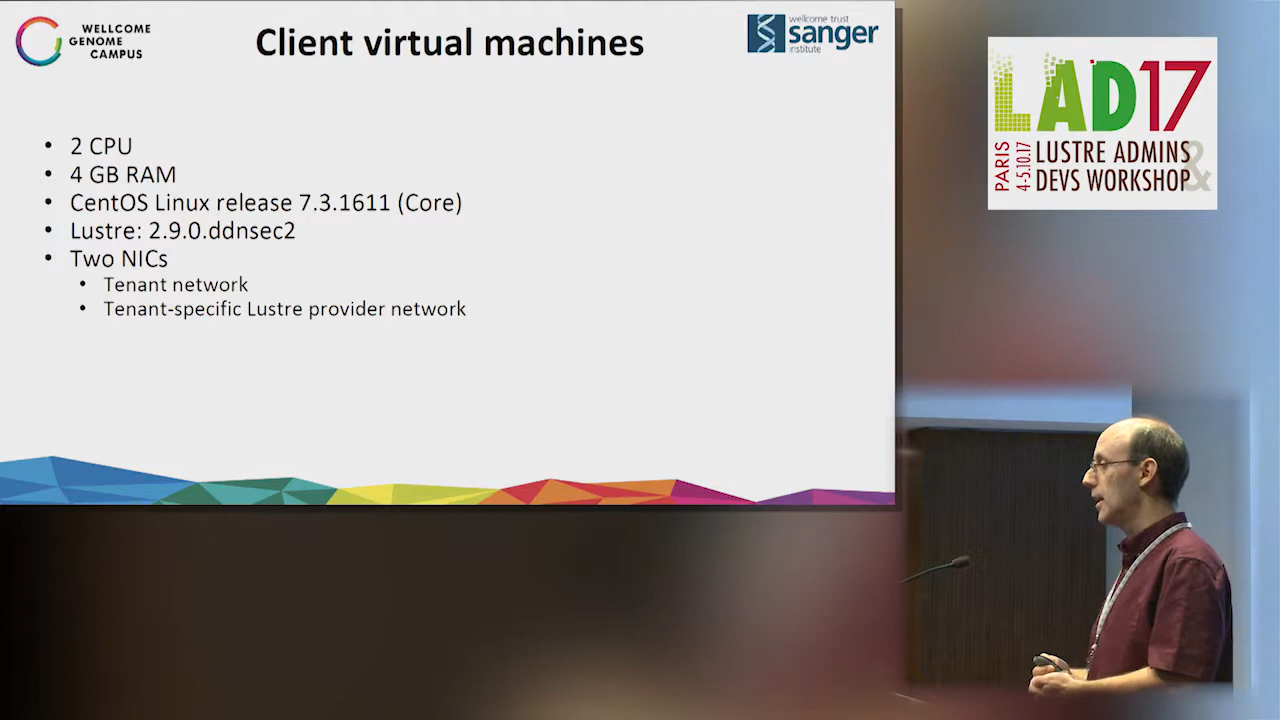 WELLCOME
GENOME
CAMPUS
Client virtual machines
wellcome trust
sanger
institute
• 2 CPU
• 4 GB RAM
• CentOS Linux release 7.3.1611 (Core)
• Lustre: 2.9.0.ddnsec2
• Two NICs
• Tenant network
• Tenant-specific Lustre provider network
LAD17
PARIS
4-5.10.17
LUSTRE ADMINS
&
DEVS WORKSHOP